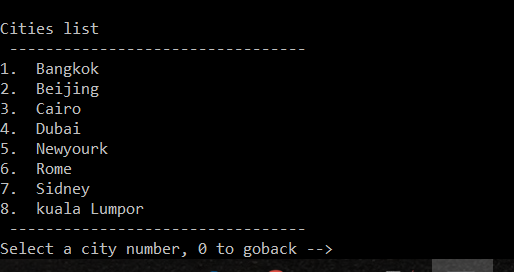 Cities list
---------------------------------
1. Bangkok
2. Beijing
3. Cairo
4. Dubai
5. Newyourk
6. Rome
7. Sidney
8. kuala Lumpor
---------------------------------
Select a city number, 0 to goback -->